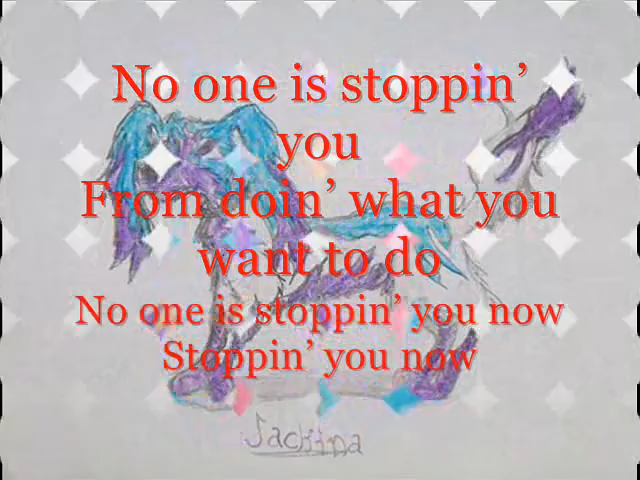 No one is stoppin’
you
From doin’ what you
want to do
No one is stoppin’ you now
Stoppin’ you now
Jackina